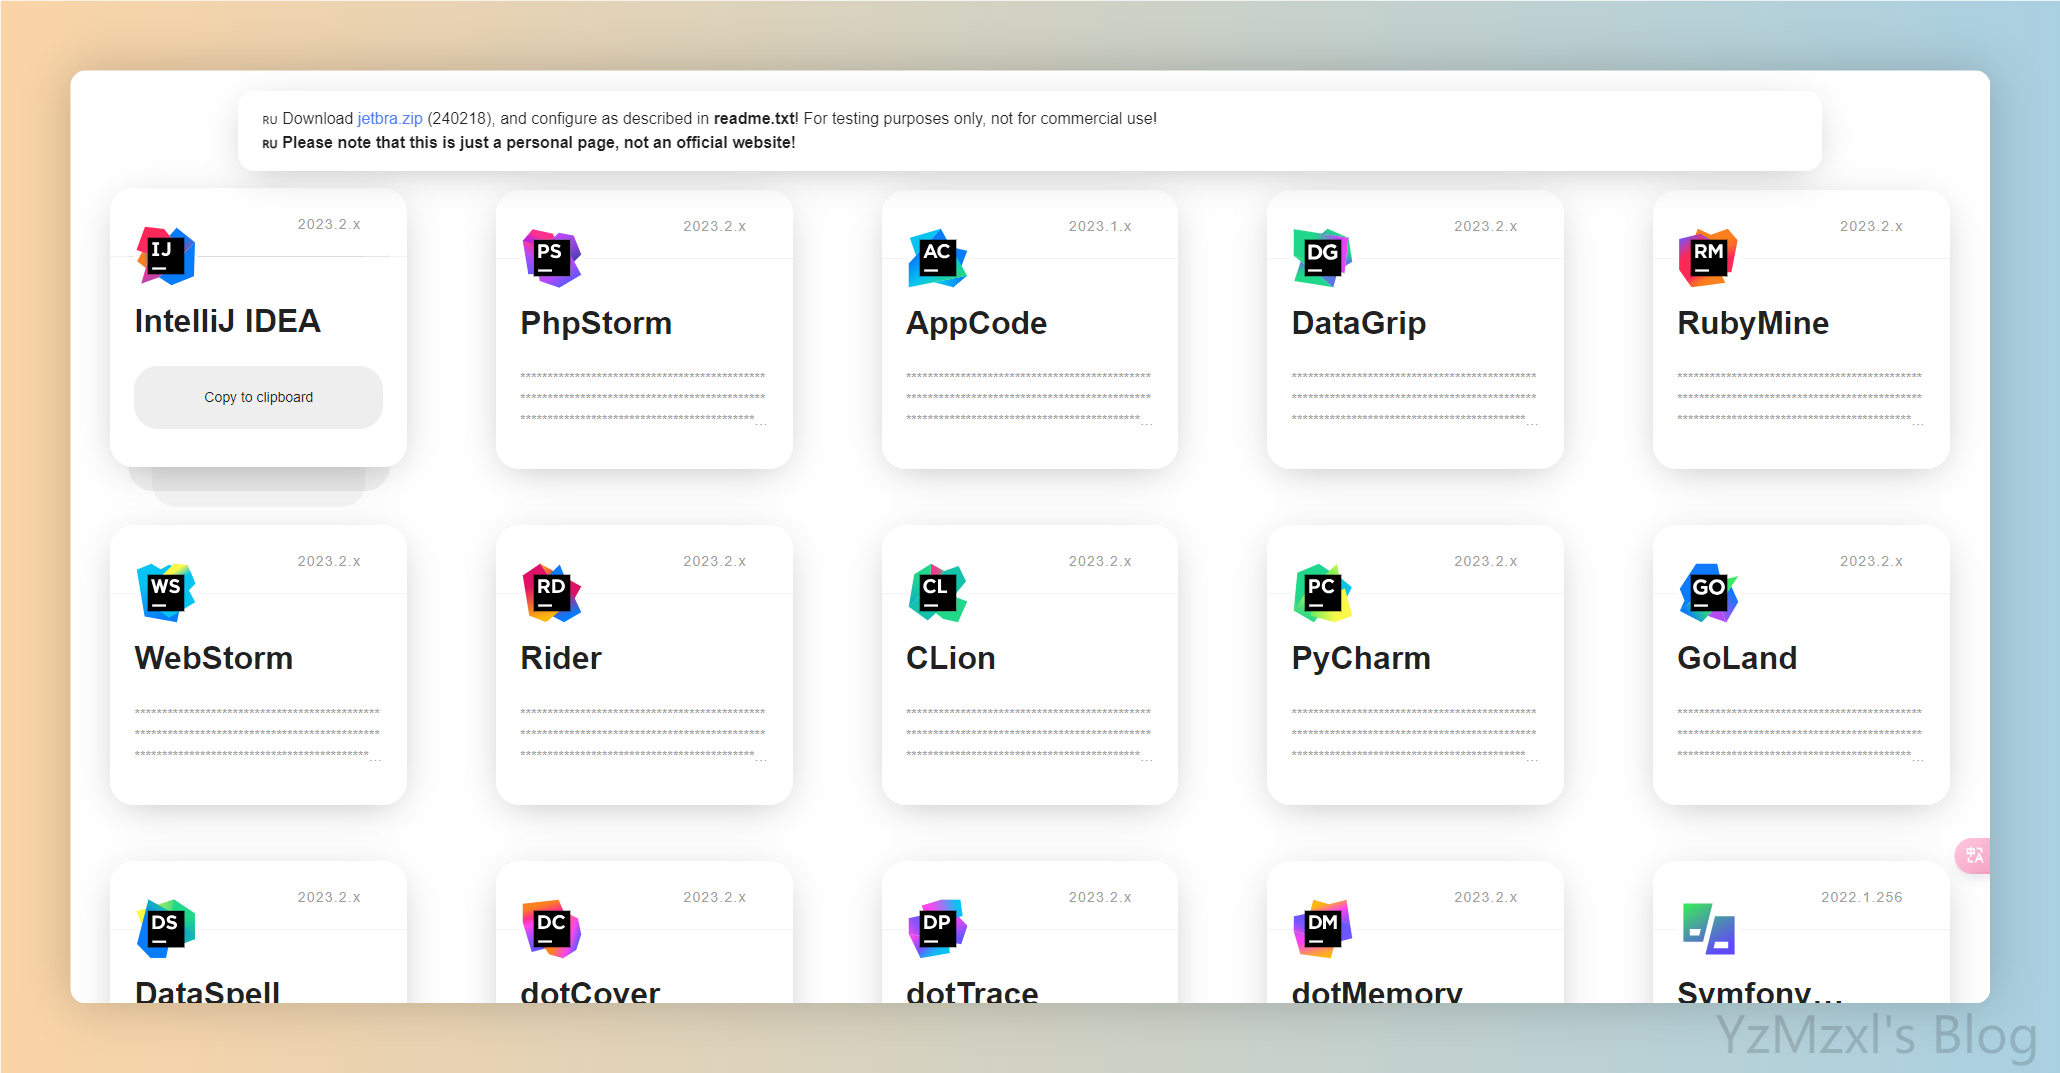 RU Download jetbra.zip (240218), and configure as described in readme.txt! For testing purposes only, not for commercial use!
RU Please note that this is just a personal page, not an official website!
IJ
2023.2.x
IntelliJ IDEA
Copy to clipboard
PS
2023.2.x
PhpStorm
AC
2023.1.x
AppCode
DG
2023.2.x
DataGrip
RM
2023.2.x
RubyMine
WS
2023.2.x
WebStorm
RD
2023.2.x
Rider
CL
2023.2.x
CLion
PC
2023.2.x
PyCharm
GO
2023.2.x
GoLand
DS
2023.2.x
DataSpell
DC
2023.2.x
dotCover
DP
2023.2.x
dotTrace
DM
2023.2.x
dotMemory
2022.1.256
Symfony...
中A
YzMzxl's Blog